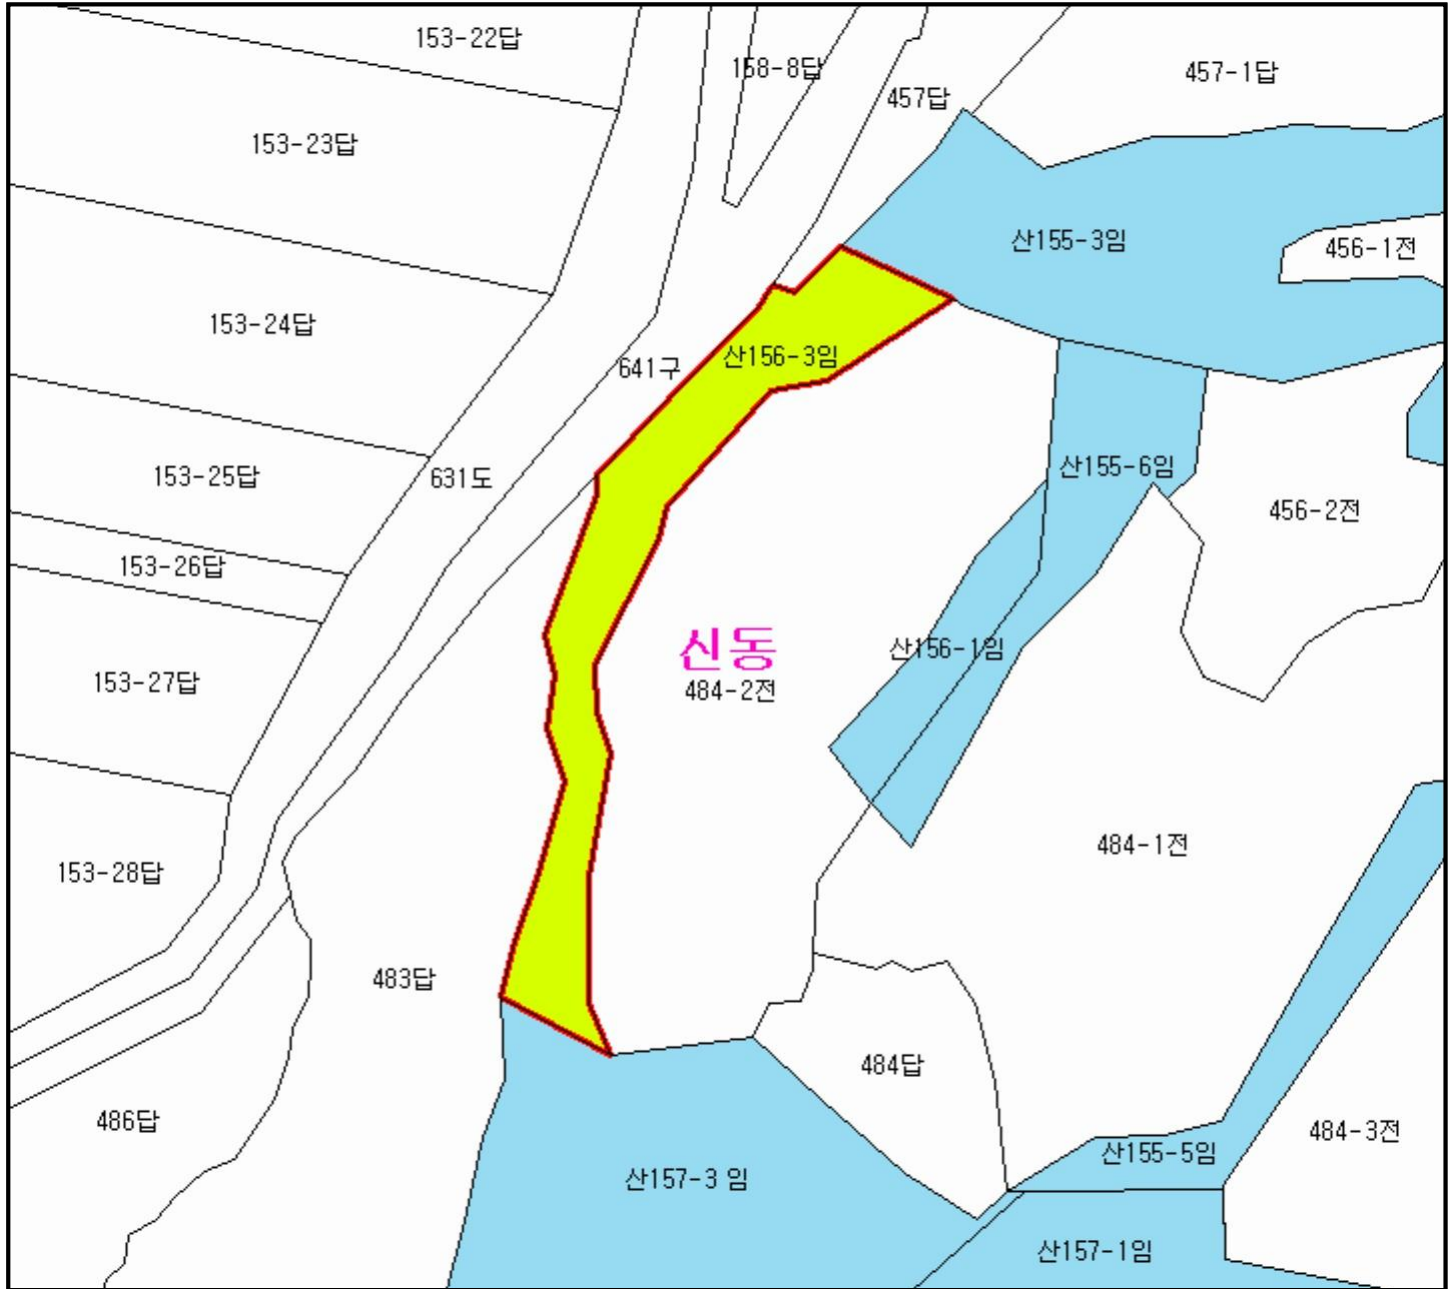 153-22답
158-8답
457-1답
457답
153-23답
산155-3임
456-1전
153-24답
산156-3임
641구
산155-6임
153-25답
631도
456-2전
153-26답
신동
산156-1임
153-27답
484-2전
484-1전
153-28답
483답
484답
486답
484-3전
산155-5임
산157-3 임
산157-1임